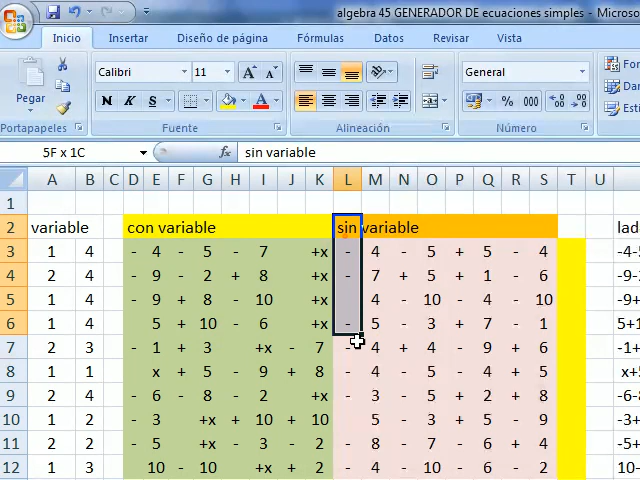 algebra 45 GENERADOR DE ecuaciones simples - Microso
Inicio Insertar Diseño de página Fórmulas Datos Revisar Vista
Calibri 11 General For
Pegar N K S A % 000 Dar
Esti
Portapapeles Fuente Alineación Número
5F x 1C fx sin variable
A B C D E F G H I J K L M N O P Q R S T U
1
2 variable con variable sin variable lad
3 1 4 - 4 - 5 - 7 +x - 4 - 5 + 5 - 4 -4-5
4 2 4 - 9 - 2 + 8 +x - 7 + 5 + 1 - 6 -9-2
5 1 4 - 9 + 8 - 10 +x 4 - 10 - 4 - 10 -9+
6 1 4 5 + 10 - 6 +x - 5 - 3 + 7 - 1 5+1
7 2 3 - 1 + 3 +x - 7 - 4 + 4 - 9 + 6 -1+
8 1 1 x + 5 - 9 + 8 - 4 - 5 - 5 - 4 x+5
9 2 4 - 6 - 8 - 2 +x - 3 - 5 + 2 + 8 -6-8
10 1 2 - 3 +x + 10 + 10 5 - 3 + 5 - 9 -3+
11 2 2 - 5 +x - 3 - 2 - 8 - 7 - 6 + 4 -5+
12 1 3 10 - 10 +x + 2 - 4 - 10 - 6 - 2 10-